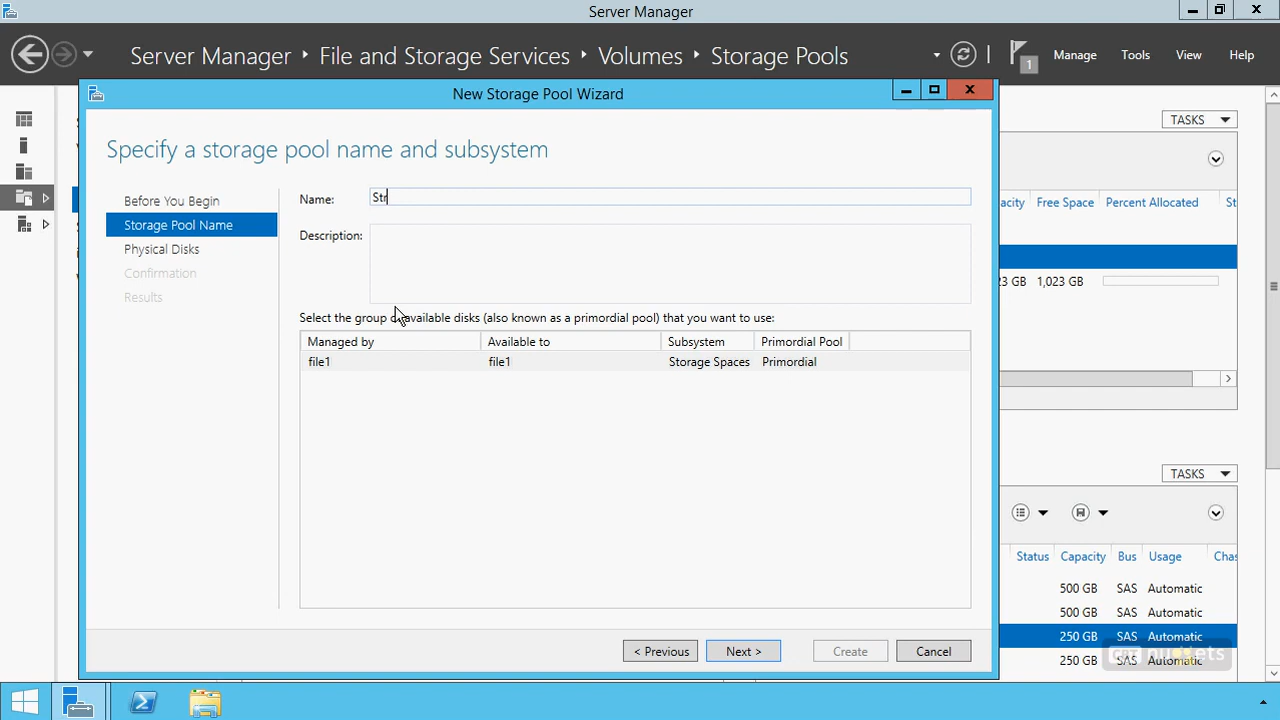 Server Manager
Server Manager ‣ File and Storage Services ‣ Volumes ‣ Storage Pools
1
Manage Tools View Help
New Storage Pool Wizard
TASKS
Specify a storage pool name and subsystem
Before You Begin
Storage Pool Name
Physical Disks
Confirmation
Results
Name: Str
Description:
Select the group of available disks (also known as a primordial pool) that you want to use:
Managed by Available to Subsystem Primordial Pool
file1 file1 Storage Spaces Primordial
< Previous Next > Create Cancel
acity Free Space Percent Allocated St
23 GB 1,023 GB
TASKS
Status Capacity Bus Usage Chas
500 GB SAS Automatic
500 GB SAS Automatic
250 GB SAS Automatic
250 GB SAS Automatic
cbt nuggets